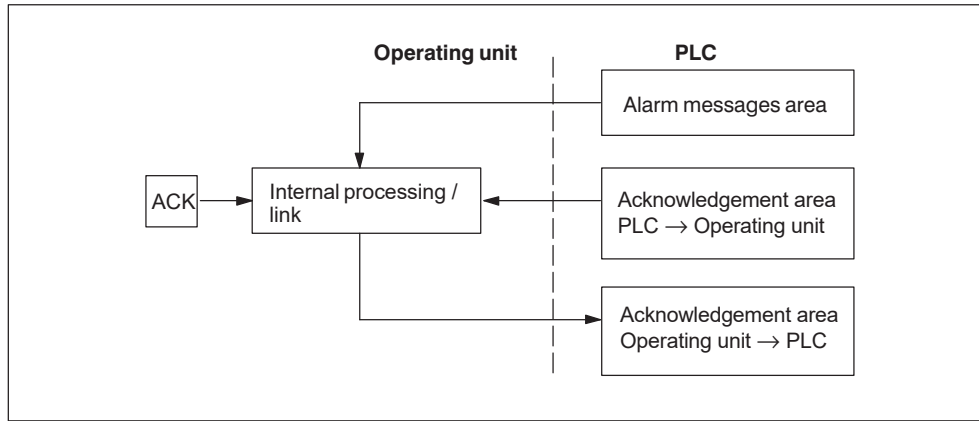 Operating unit
PLC
Alarm messages area
ACK
Internal processing /
link
Acknowledgement area
PLC → Operating unit
Acknowledgement area
Operating unit → PLC